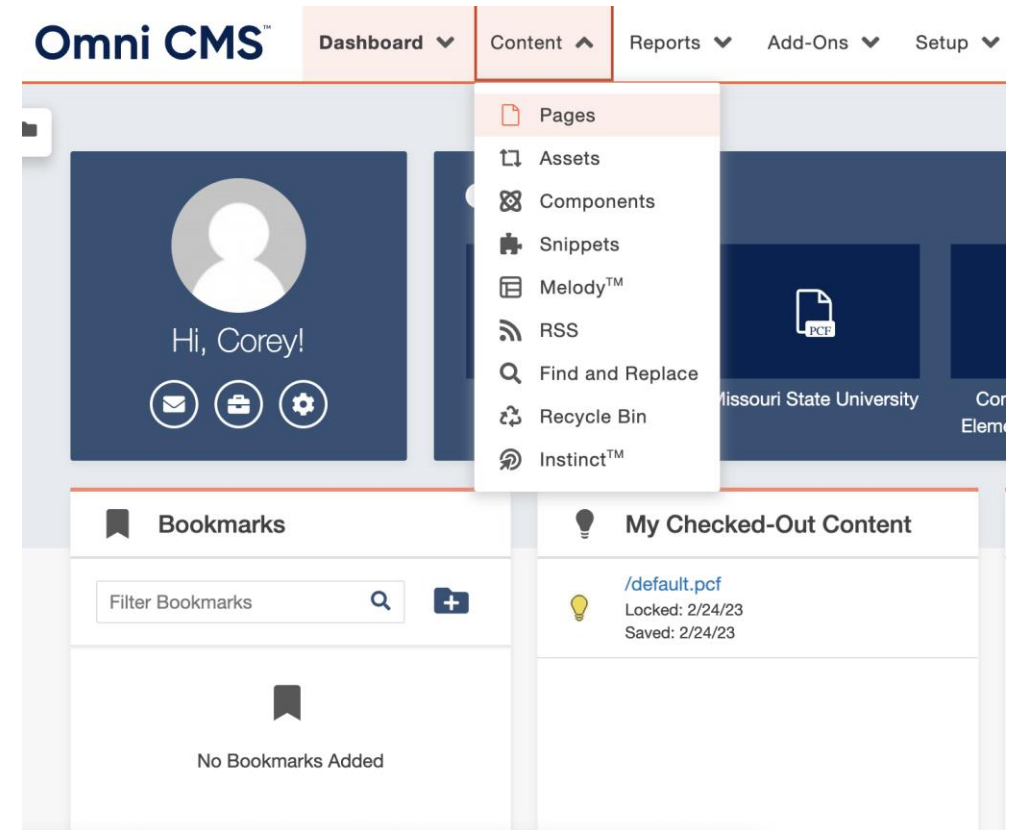 Omni CMS™ Dashboard Content Reports Add-Ons Setup
Pages
Assets
Components
Snippets
Melody™
RSS
Find and Replace
Recycle Bin
Instinct™
Hi, Corey!
PCF
Missouri State University
Bookmarks
Filter Bookmarks
No Bookmarks Added
My Checked-Out Content
/default.pcf
Locked: 2/24/23
Saved: 2/24/23